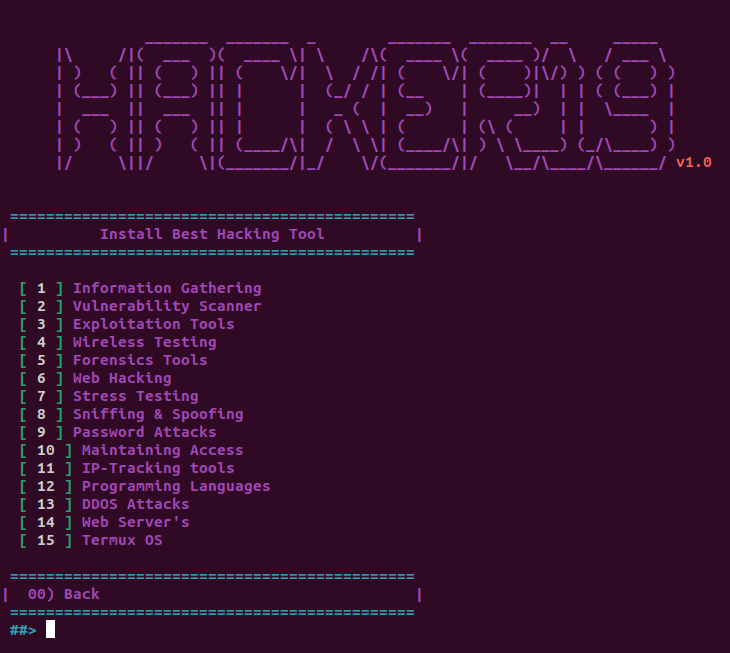 HACKER19
v1.0
=============================================
| Install Best Hacking Tool |
=============================================
[ 1 ] Information Gathering
[ 2 ] Vulnerability Scanner
[ 3 ] Exploitation Tools
[ 4 ] Wireless Testing
[ 5 ] Forensics Tools
[ 6 ] Web Hacking
[ 7 ] Stress Testing
[ 8 ] Sniffing & Spoofing
[ 9 ] Password Attacks
[ 10 ] Maintaining Access
[ 11 ] IP-Tracking tools
[ 12 ] Programming Languages
[ 13 ] DDOS Attacks
[ 14 ] Web Server's
[ 15 ] Termux OS
=============================================
| 00) Back |
=============================================
##>